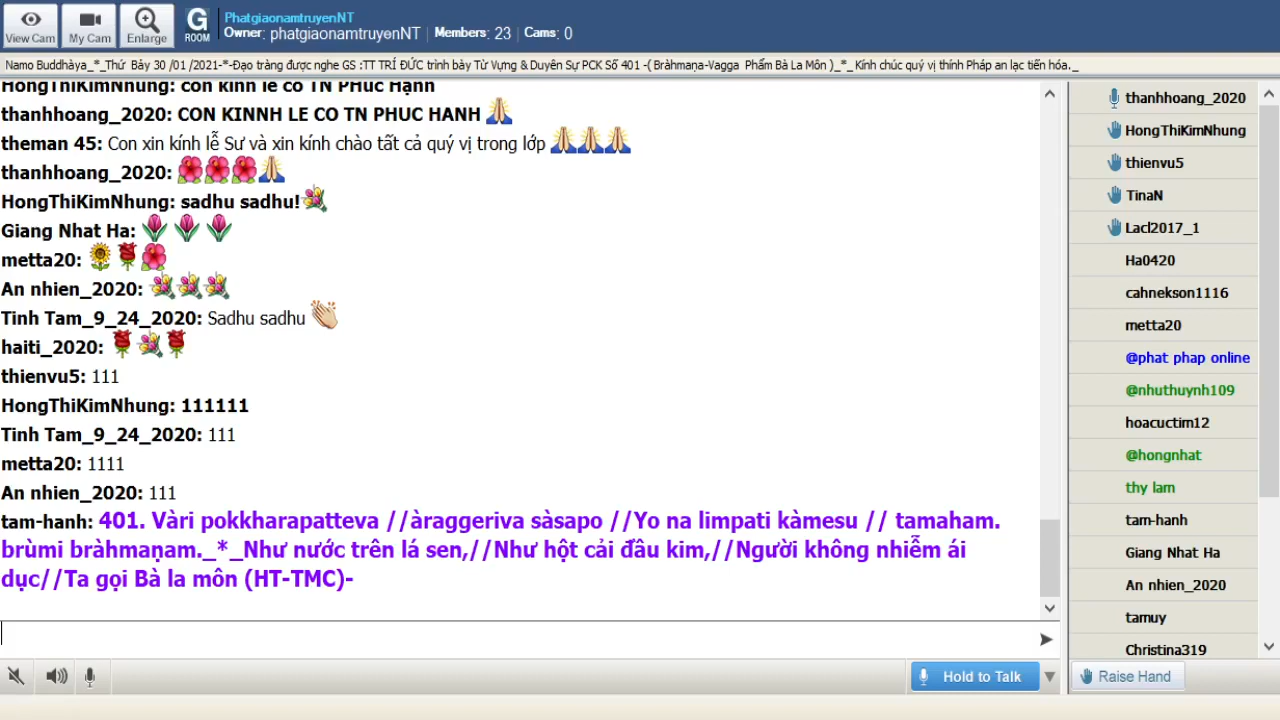 View Cam
My Cam
Enlarge
G
ROOM
PhatgiaonamtruyenNT
Owner: phatgiaonamtruyenNT | Members: 23 | Cams: 0
Namo Buddhàya_*_Thứ Bảy 30 /01 /2021-*-Đạo tràng được nghe GS :TT TRÍ ĐỨC trình bày Từ Vựng & Duyên Sự PCK Số 401 -( Bràhmaṇa-Vagga Phẩm Bà La Môn )_*_ Kính chúc quý vị thính Pháp an lạc tiến hóa._
HongThiKimNhung: con kinh le co TN PHuc Hạnh
thanhhoang_2020: CON KINNH LE CO TN PHUC HANH
theman 45: Con xin kính lễ Sư và xin kính chào tất cả quý vị trong lớp
thanhhoang_2020:
HongThiKimNhung: sadhu sadhu!
Giang Nhat Ha:
metta20:
An nhien_2020:
Tinh Tam_9_24_2020: Sadhu sadhu
haiti_2020:
thienvu5: 111
HongThiKimNhung: 111111
Tinh Tam_9_24_2020: 111
metta20: 1111
An nhien_2020: 111
tam-hanh: 401. Vàri pokkharapatteva //àraggeriva sàsapo //Yo na limpati kàmesu // tamaham.
brùmi bràhmaṇam._*_Như nước trên lá sen,//Như hột cải đầu kim,//Người không nhiễm ái
dục//Ta gọi Bà la môn (HT-TMC)-
Hold to Talk
thanhhoang_2020
HongThiKimNhung
thienvu5
TinaN
Lacl2017_1
Ha0420
cahnekson1116
metta20
@phat phap online
@nhuthuynh109
hoacuctim12
@hongnhat
thy lam
tam-hanh
Giang Nhat Ha
An nhien_2020
tamuy
Christina319
Raise Hand